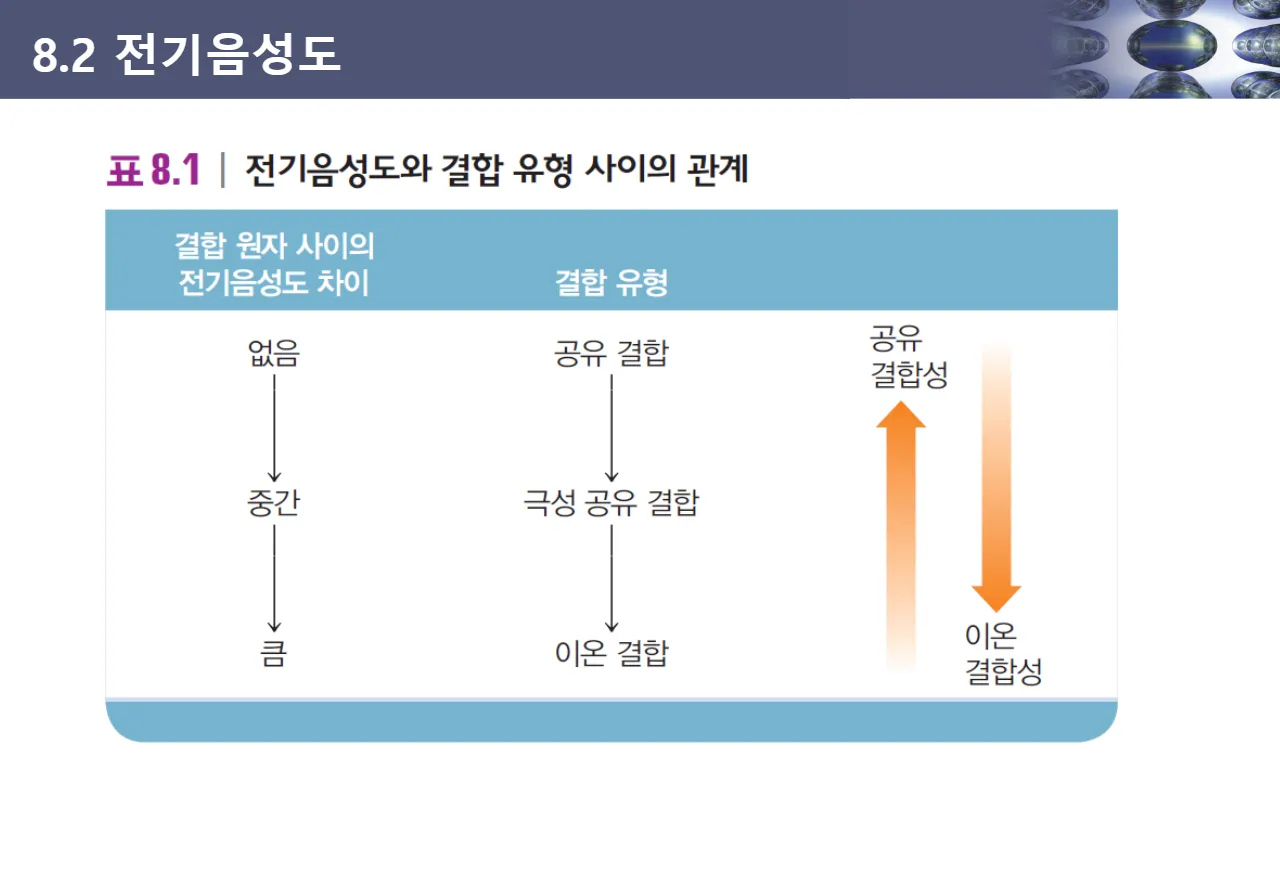 8.2 전기음성도
표 8.1 | 전기음성도와 결합 유형 사이의 관계
결합 원자 사이의
전기음성도 차이
결합 유형
없음
공유 결합
공유
결합성
중간
극성 공유 결합
큼
이온 결합
이온
결합성